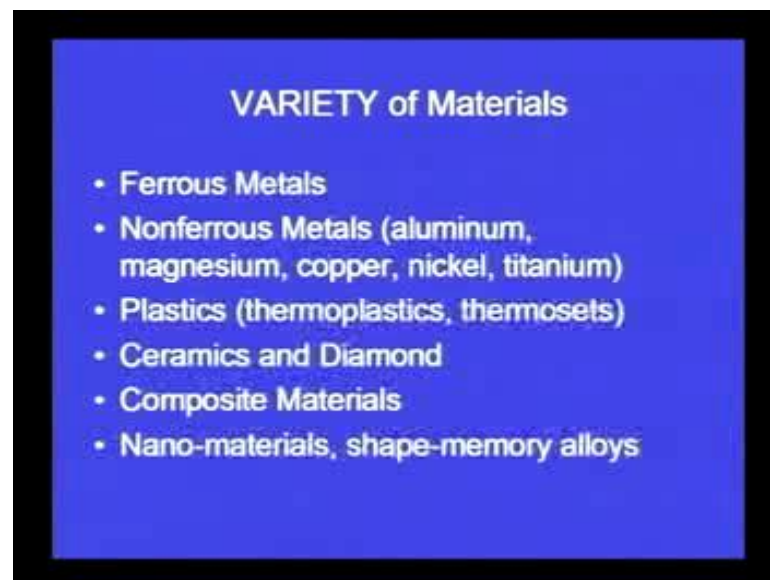 VARIETY of Materials
• Ferrous Metals
• Nonferrous Metals (aluminum,
magnesium, copper, nickel, titanium)
• Plastics (thermoplastics, thermosets)
• Ceramics and Diamond
• Composite Materials
• Nano-materials, shape-memory alloys